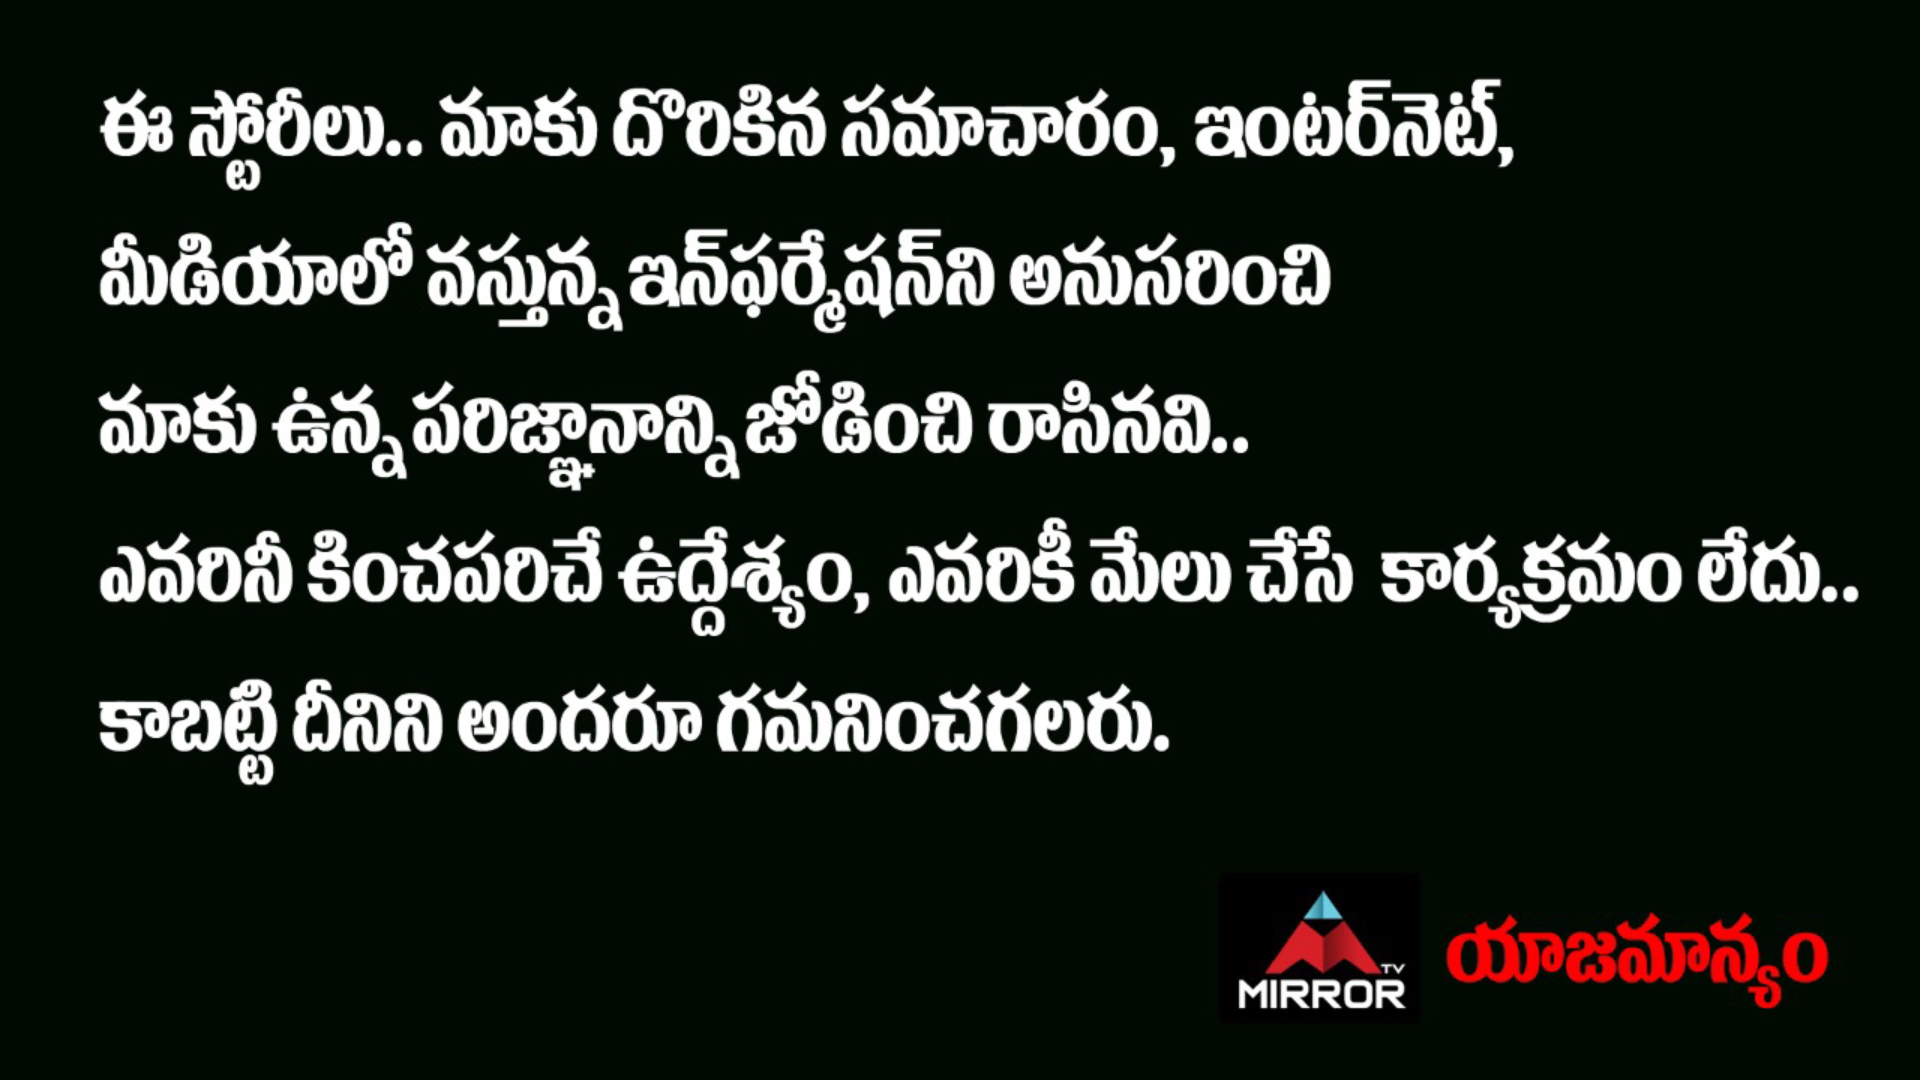 ఈ స్టోరీలు.. మాకు దొరికిన సమాచారం, ఇంటర్‌నెట్,
మీడియాలో వస్తున్న ఇన్‌ఫర్మేషన్‌ని అనుసరించి
మాకు ఉన్న పరిజ్ఞానాన్ని జోడించి రాసినవి..
ఎవరినీ కించపరిచే ఉద్దేశ్యం, ఎవరికీ మేలు చేసే కార్యక్రమం లేదు..
కాబట్టి దీనిని అందరూ గమనించగలరు.
TV
MIRROR
యాజమాన్యం